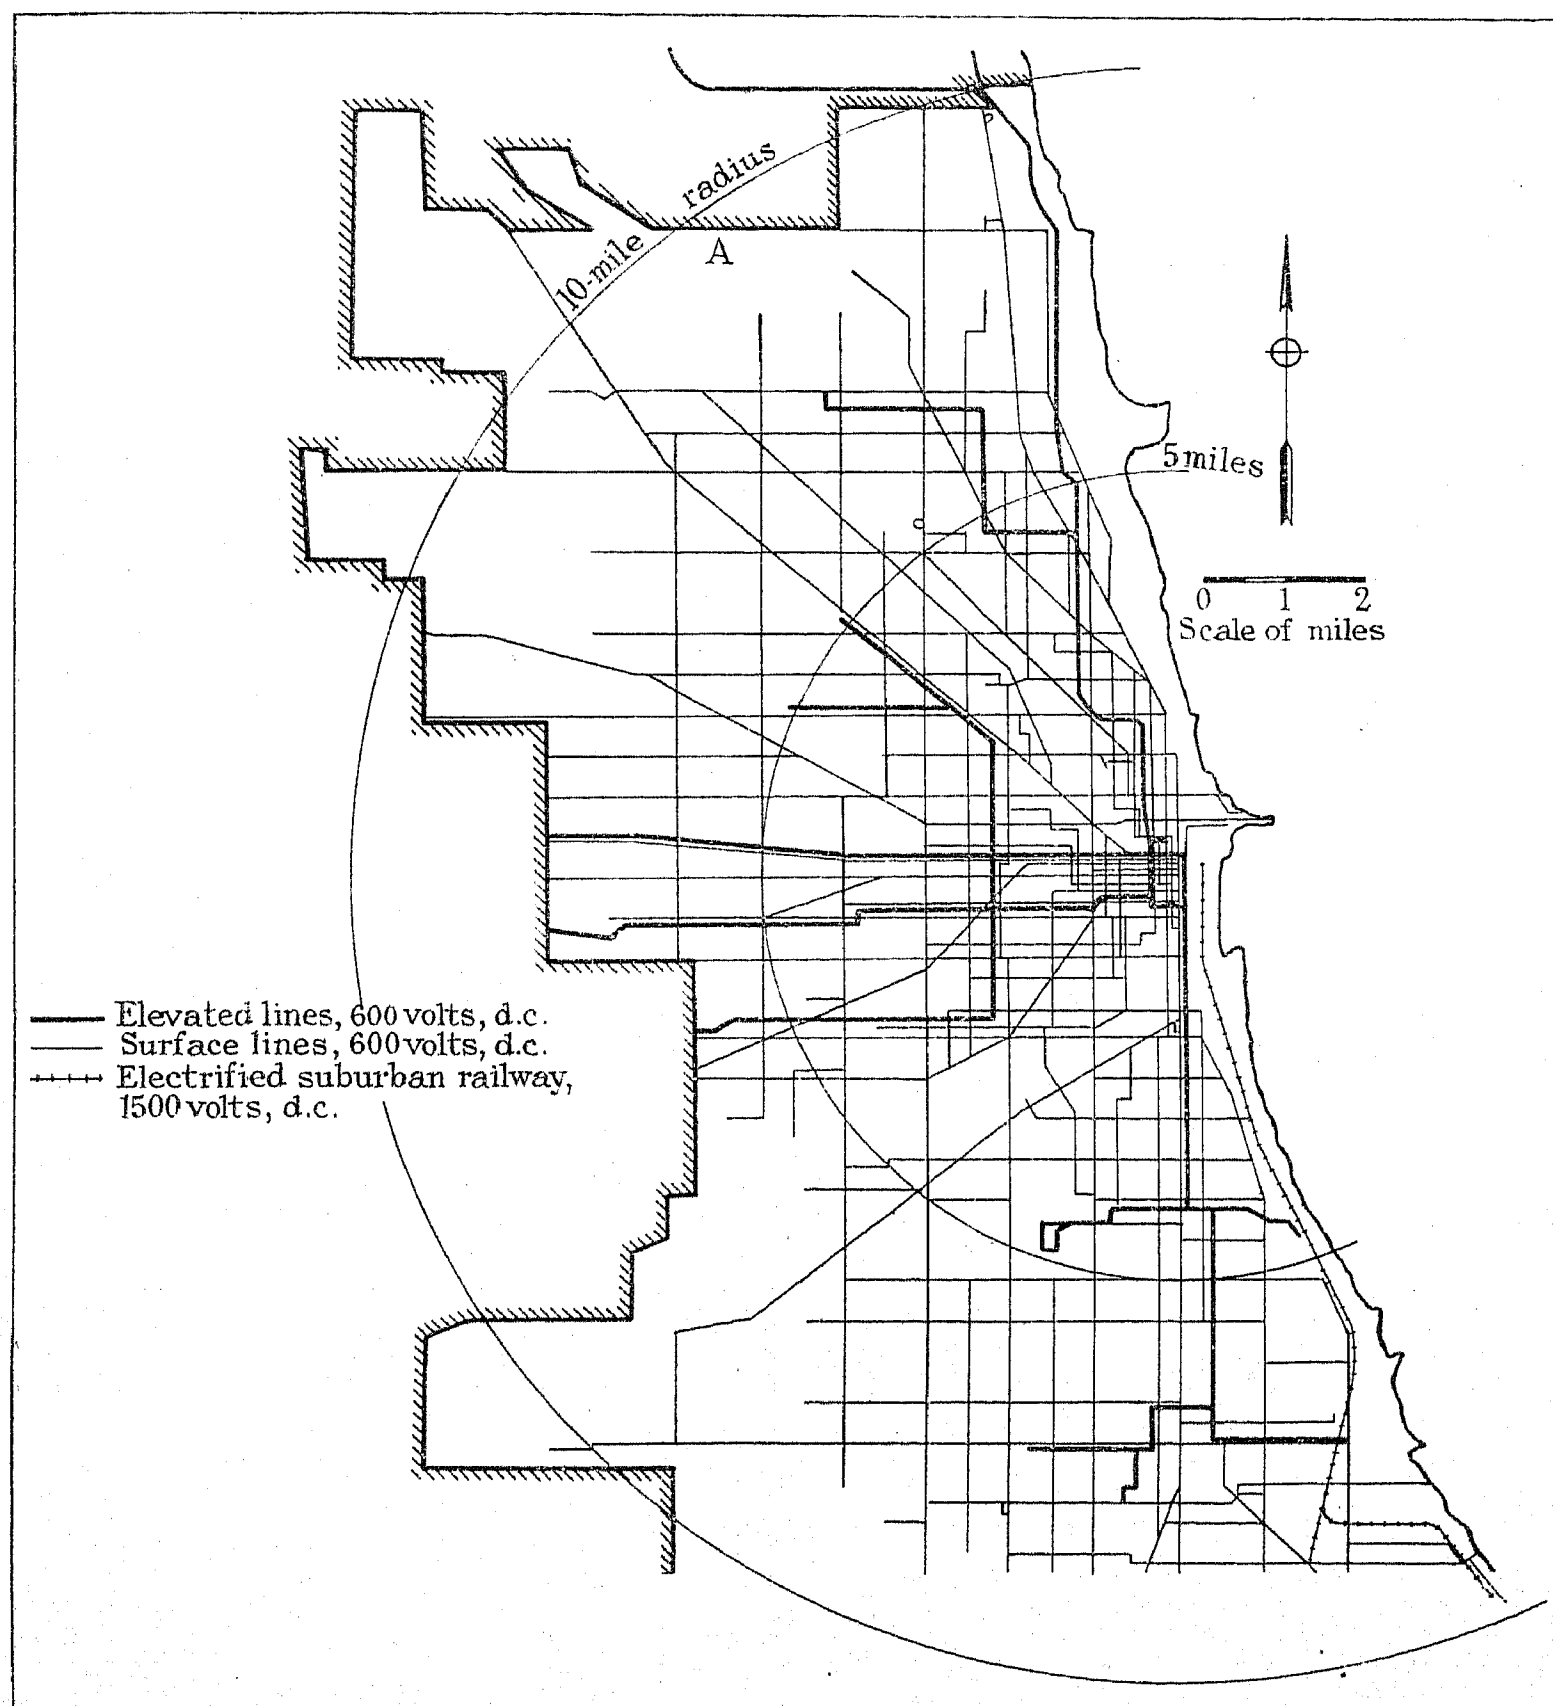 10-mile radius
A
5 miles
0 1 2
Scale of miles
Elevated lines, 600 volts, d.c.
Surface lines, 600 volts, d.c.
Electrified suburban railway,
1500 volts, d.c.